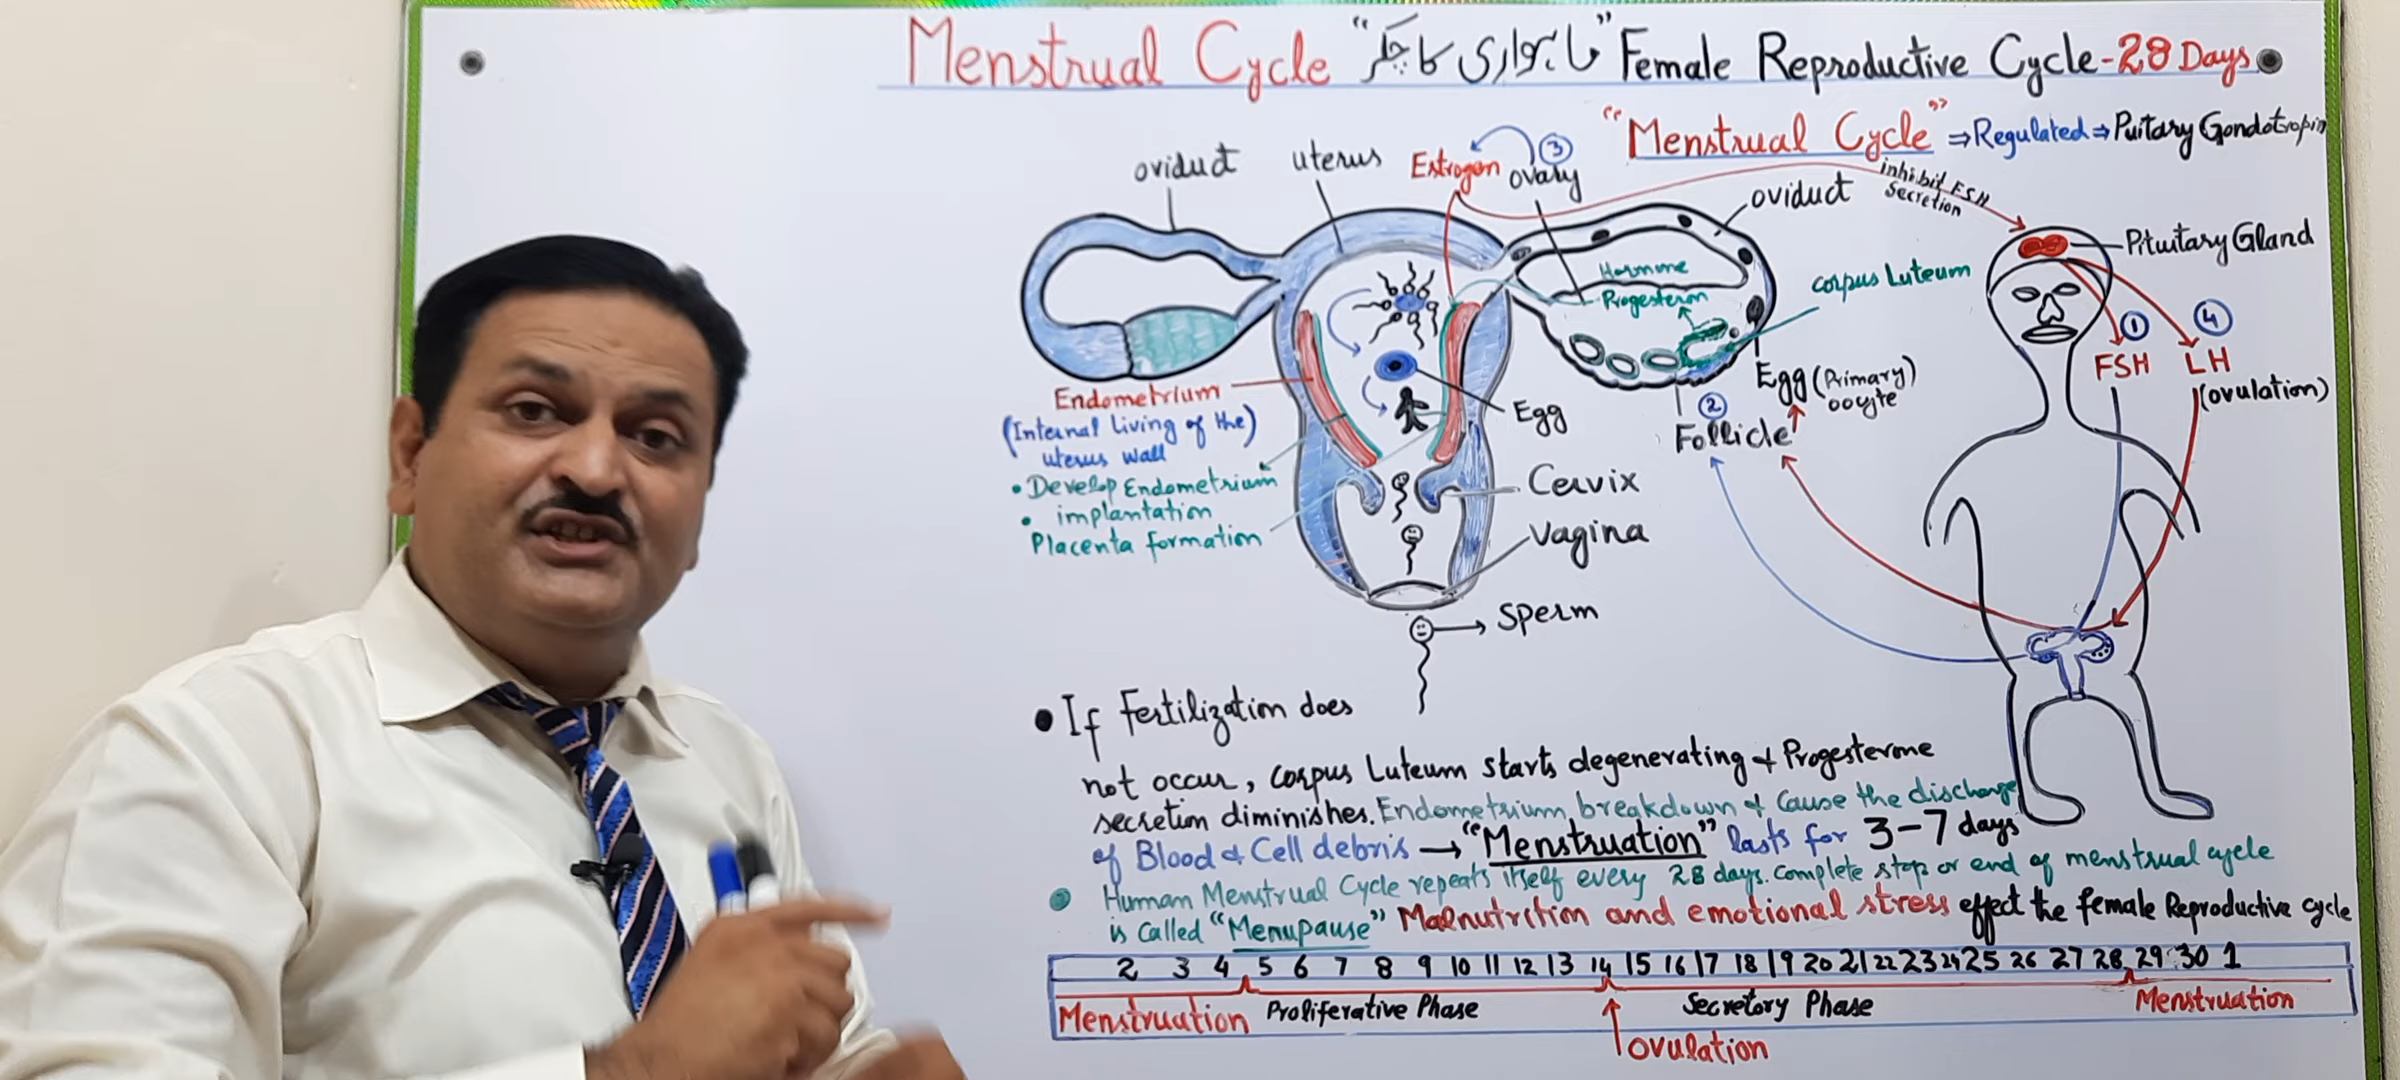 Menstrual Cycle “ماہواری کا چکر” Female Reproductive Cycle-28 Days
“Menstrual Cycle” ⇒ Regulated ⇒ Puitary Gondotropin
oviduct
uterus
Estrogen
ovary
③
oviduct
inhibit FSH
Secretion
Pituitary Gland
Hormone
Progesteron
corpus Luteum
①
FSH
④
LH
(ovulation)
Egg (Primary)
oocyte
②
Follicle
Endometrium
(Internal living of the)
uterus wall
• Develop Endometrium
• implantation
Placenta formation
Egg
Cervix
Vagina
Sperm
• If Fertilization does
not occur, corpus Luteum starts degenerating & Progesterone
secretion diminishes. Endometrium breakdown & Cause the discharge
of Blood & Cell debris → “Menstruation” lasts for 3-7 days
• Human Menstrual Cycle repeats itself every 28 days. Complete stop or end of menstrual cycle
is called “Menupause” Malnutrition and emotional stress effect the female Reproductive cycle
2 3 4 5 6 7 8 9 10 11 12 13 14 15 16 17 18 19 20 21 22 23 24 25 26 27 28 29 30 1
Menstruation Proliferative Phase Secretory Phase Menstruation
ovulation